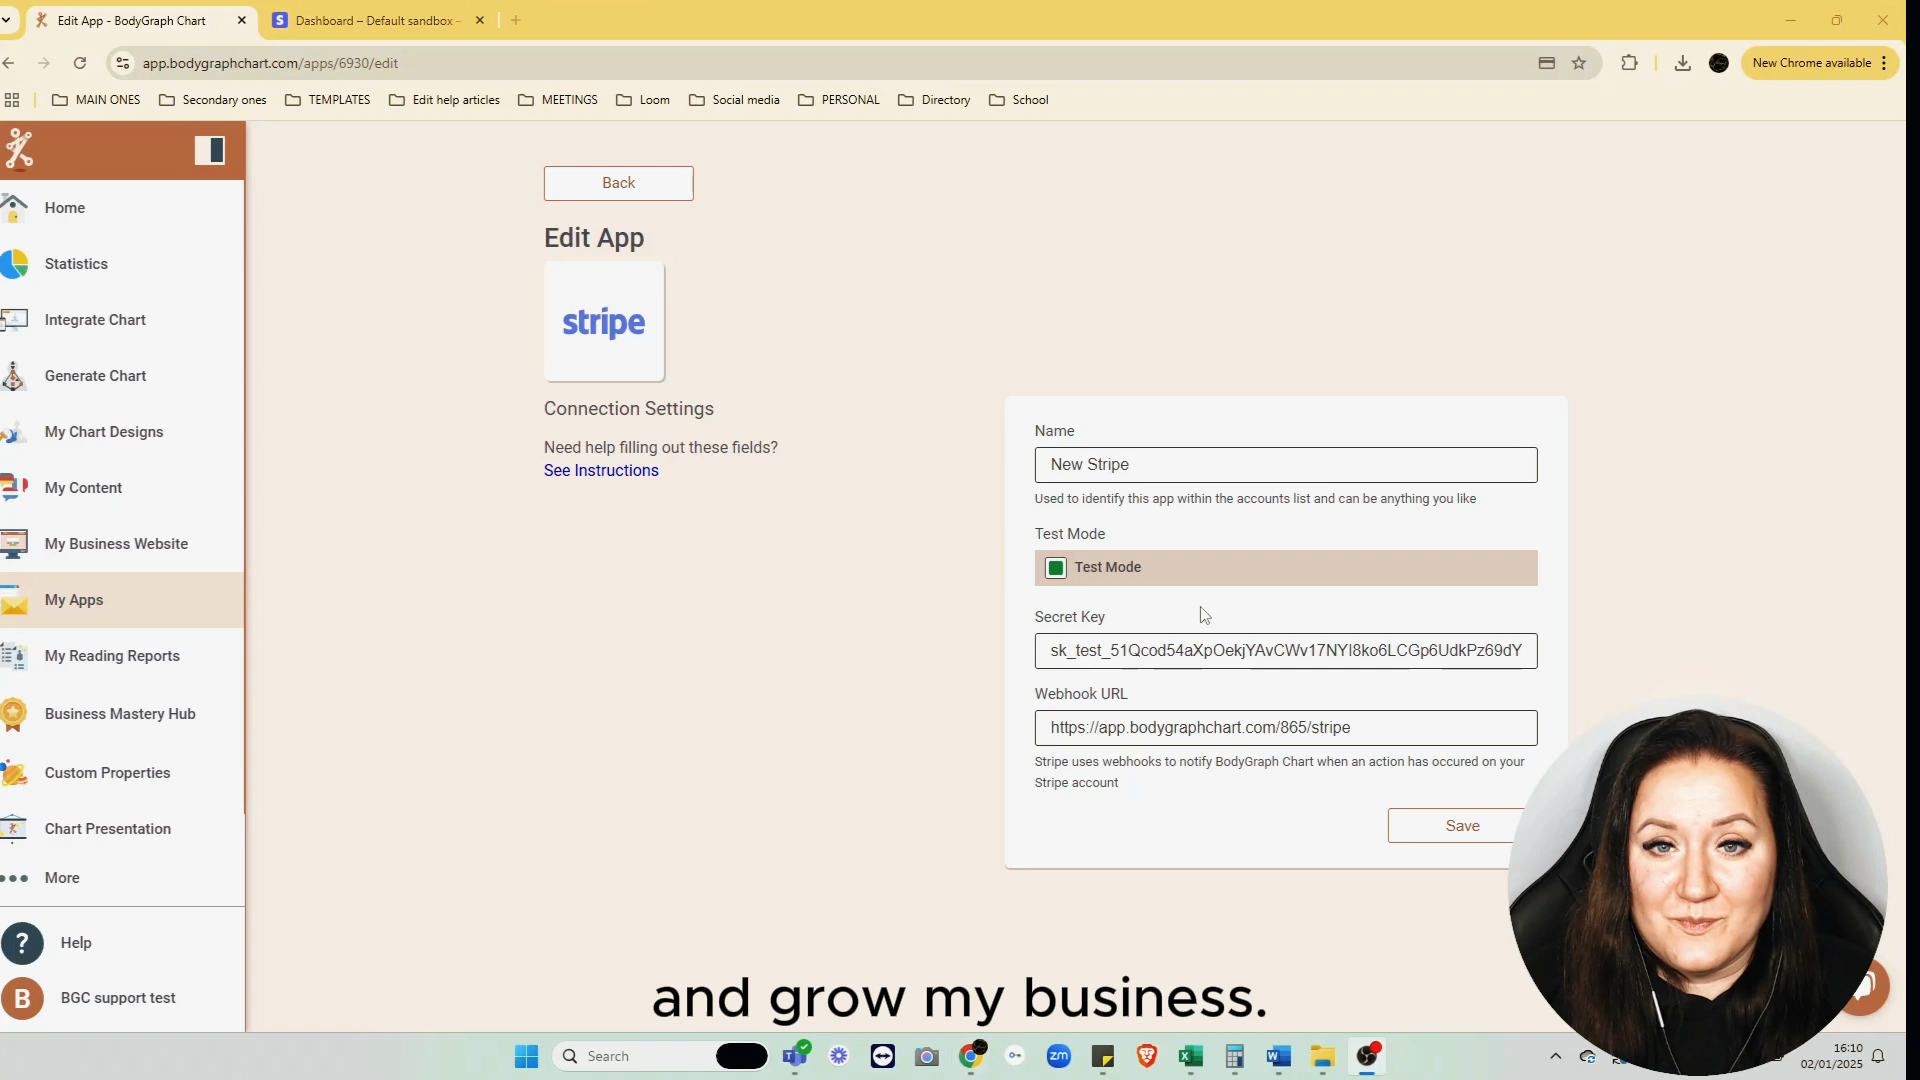 Edit App - BodyGraph Chart
Dashboard – Default sandbox –
app.bodygraphchart.com/apps/6930/edit
New Chrome available
MAIN ONES
Secondary ones
TEMPLATES
Edit help articles
MEETINGS
Loom
Social media
PERSONAL
Directory
School
Home
Statistics
Integrate Chart
Generate Chart
My Chart Designs
My Content
My Business Website
My Apps
My Reading Reports
Business Mastery Hub
Custom Properties
Chart Presentation
More
Help
B
BGC support test
Back
Edit App
stripe
Connection Settings
Need help filling out these fields?
See Instructions
Name
New Stripe
Used to identify this app within the accounts list and can be anything you like
Test Mode
Test Mode
Secret Key
sk_test_51Qcod54aXpOekjYAvCWv17NYI8ko6LCGp6UdkPz69dY
Webhook URL
https://app.bodygraphchart.com/865/stripe
Stripe uses webhooks to notify BodyGraph Chart when an action has occured on your
Stripe account
Save
and grow my business.
Search
zm
16:10
02/01/2025